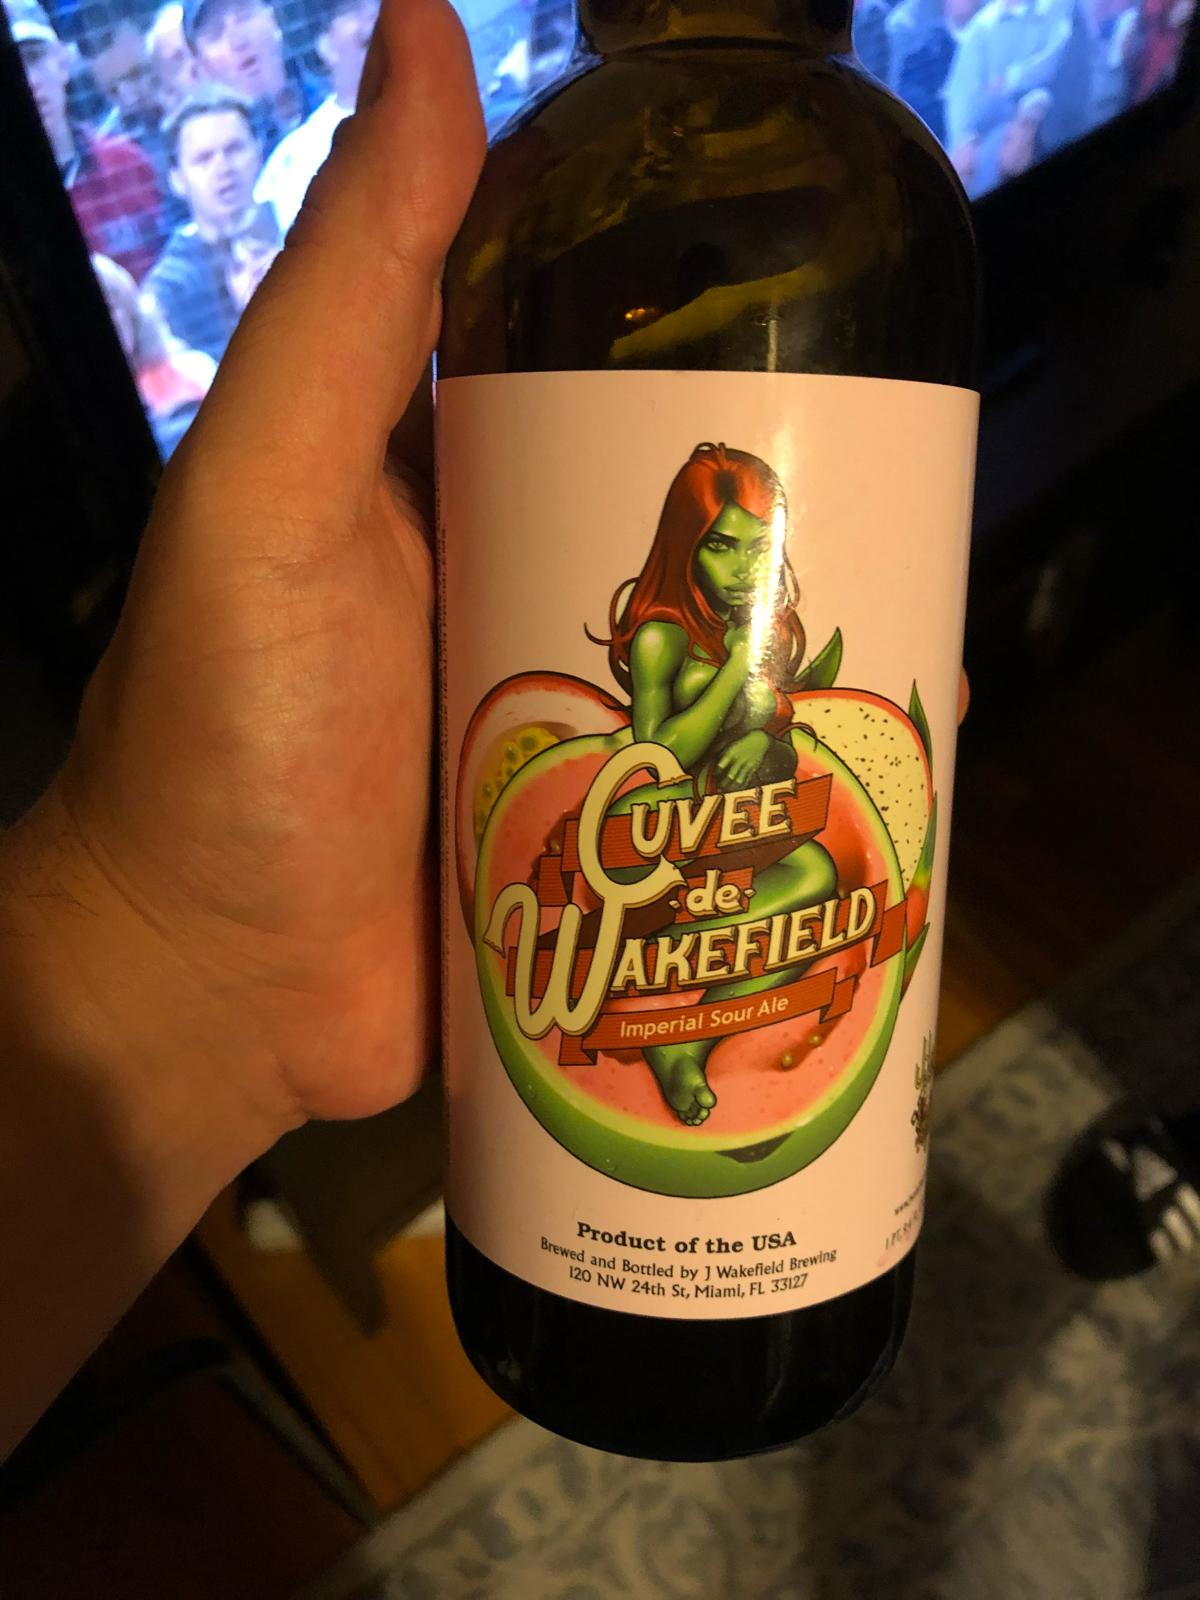 CUVEE
de
WAKEFIELD
Imperial Sour Ale
Product of the USA
Brewed and Bottled by J Wakefield Brewing
120 NW 24th St, Miami, FL 33127